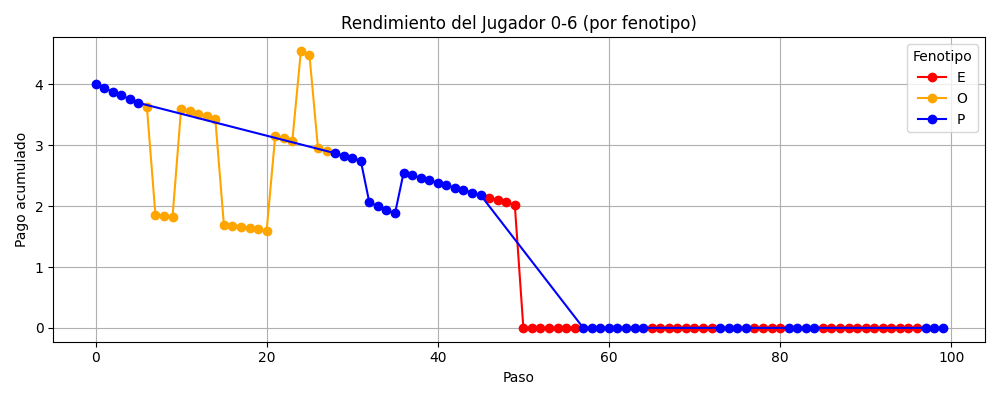 Rendimiento del Jugador 0-6 (por fenotipo)
Pago acumulado
4
3
2
1
0
Fenotipo
E
O
P
0 20 40 60 80 100
Paso